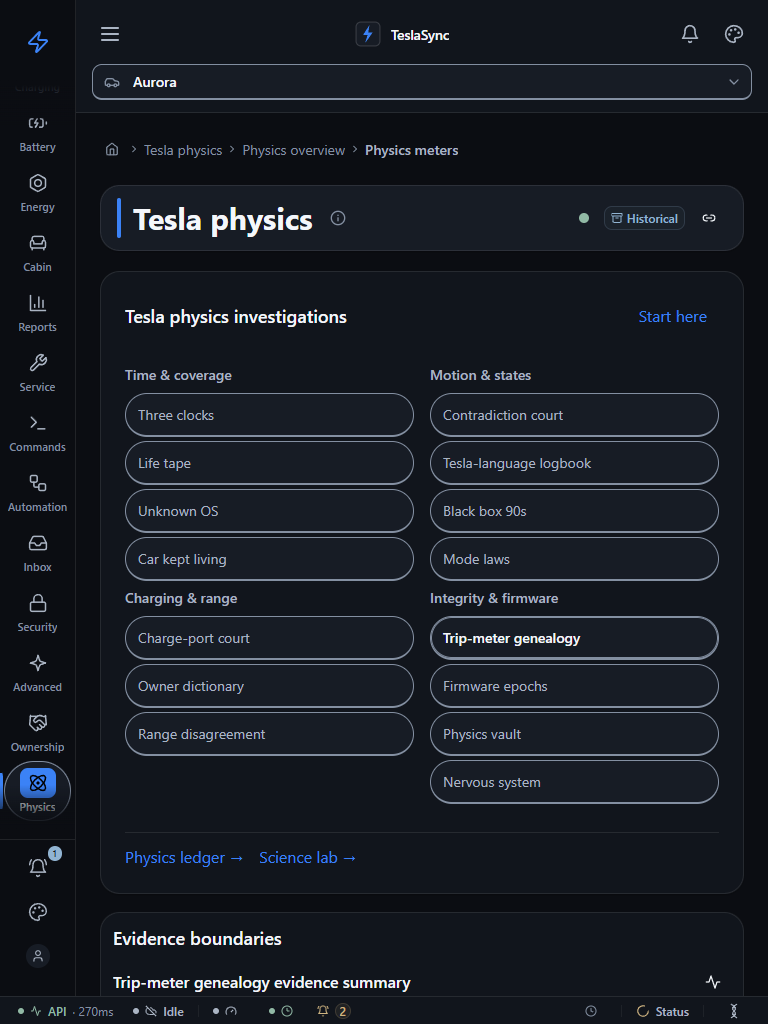 TeslaSync
Aurora
Charging
Battery
Energy
Cabin
Reports
Service
Commands
Automation
Inbox
Security
Advanced
Ownership
Physics
1
Tesla physics > Physics overview > Physics meters
Tesla physics
Historical
Tesla physics investigations
Start here
Time & coverage
Three clocks
Life tape
Unknown OS
Car kept living
Motion & states
Contradiction court
Tesla-language logbook
Black box 90s
Mode laws
Charging & range
Charge-port court
Owner dictionary
Range disagreement
Integrity & firmware
Trip-meter genealogy
Firmware epochs
Physics vault
Nervous system
Physics ledger →
Science lab →
Evidence boundaries
Trip-meter genealogy evidence summary
API · 270ms
Idle
2
Status